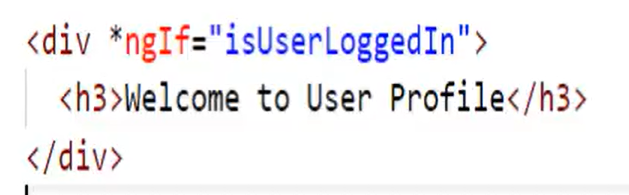 <div *ngIf="isUserLoggedIn">
<h3>Welcome to User Profile</h3>
</div>